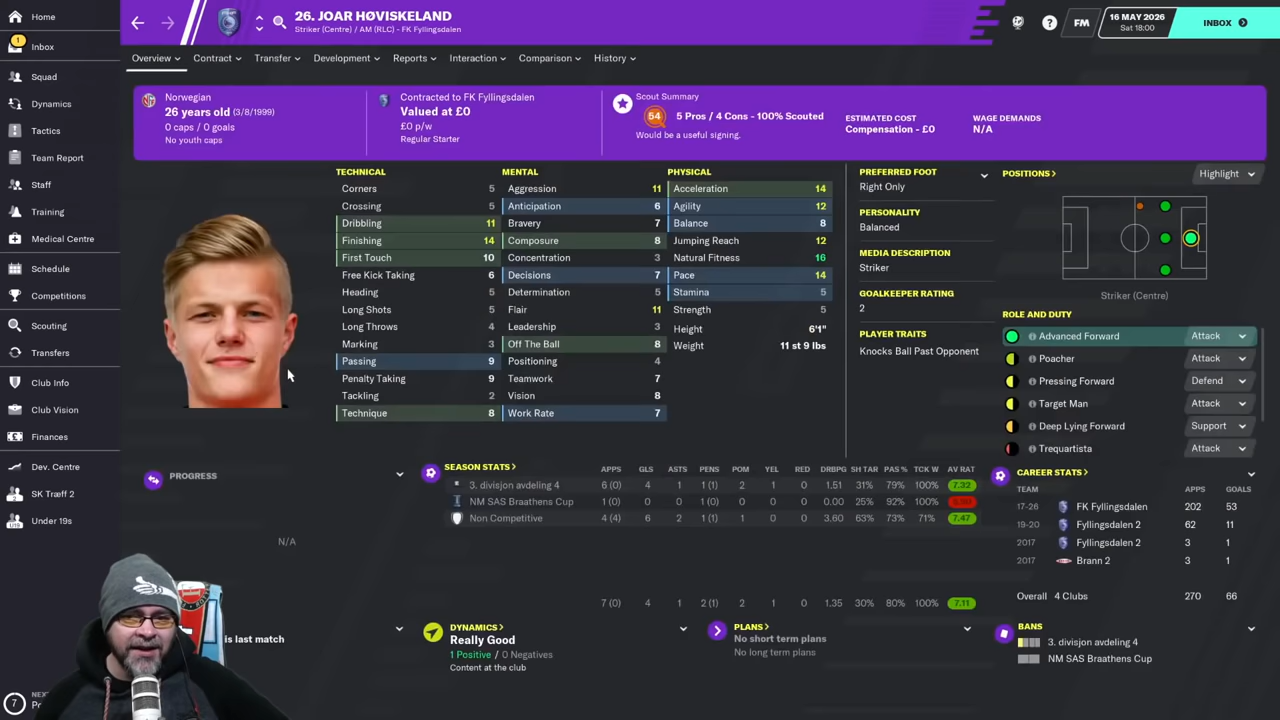 Home
Inbox
1
Squad
Dynamics
Tactics
Team Report
Staff
Training
Medical Centre
Schedule
Competitions
Scouting
Transfers
Club Info
Club Vision
Finances
Dev. Centre
SK Træff 2
Under 19s
7
26. JOAR HØVISKELAND
Striker (Centre) / AM (RLC) - FK Fyllingsdalen
?
FM
16 MAY 2026
Sat 18:00
INBOX
Overview
Contract
Transfer
Development
Reports
Interaction
Comparison
History
Norwegian
26 years old (3/8/1999)
0 caps / 0 goals
No youth caps
Contracted to FK Fyllingsdalen
Valued at £0
£0 p/w
Regular Starter
Scout Summary
54
5 Pros / 4 Cons - 100% Scouted
Would be a useful signing.
ESTIMATED COST
Compensation - £0
WAGE DEMANDS
N/A
TECHNICAL
Corners 5
Crossing 5
Dribbling 11
Finishing 14
First Touch 10
Free Kick Taking 6
Heading 5
Long Shots 5
Long Throws 4
Marking 3
Passing 9
Penalty Taking 9
Tackling 2
Technique 8
MENTAL
Aggression 11
Anticipation 6
Bravery 7
Composure 8
Concentration 3
Decisions 7
Determination 5
Flair 11
Leadership 3
Off The Ball 8
Positioning 4
Teamwork 7
Vision 8
Work Rate 7
PHYSICAL
Acceleration 14
Agility 12
Balance 8
Jumping Reach 12
Natural Fitness 16
Pace 14
Stamina 5
Strength 5
Height 6'1"
Weight 11 st 9 lbs
PREFERRED FOOT
Right Only
PERSONALITY
Balanced
MEDIA DESCRIPTION
Striker
GOALKEEPER RATING
2
PLAYER TRAITS
Knocks Ball Past Opponent
POSITIONS
Highlight
Striker (Centre)
ROLE AND DUTY
Advanced Forward Attack
Poacher Attack
Pressing Forward Defend
Target Man Attack
Deep Lying Forward Support
Trequartista Attack
PROGRESS
N/A
SEASON STATS APPS GLS ASTS PENS POM YEL RED DRBPG SH TAR PAS % TCK W AV RAT
3. divisjon avdeling 4 6 (0) 4 1 1 (1) 2 1 0 1.51 31% 79% 100% 7.32
NM SAS Braathens Cup 1 (0) 0 0 1 (0) 0 0 0 0.00 25% 92% 100%
Non Competitive 4 (4) 6 2 1 (1) 1 0 0 3.60 63% 73% 71% 7.47
7 (0) 4 1 2 (1) 2 1 0 1.35 30% 80% 100% 7.11
CAREER STATS
TEAM APPS GOALS
17-26 FK Fyllingsdalen 202 53
19-20 Fyllingsdalen 2 62 11
2017 Fyllingsdalen 2 3 1
2017 Brann 2 3 1
Overall 4 Clubs 270 66
is last match
DYNAMICS
Really Good
1 Positive / 0 Negatives
Content at the club
PLANS
No short term plans
No long term plans
BANS
3. divisjon avdeling 4
NM SAS Braathens Cup